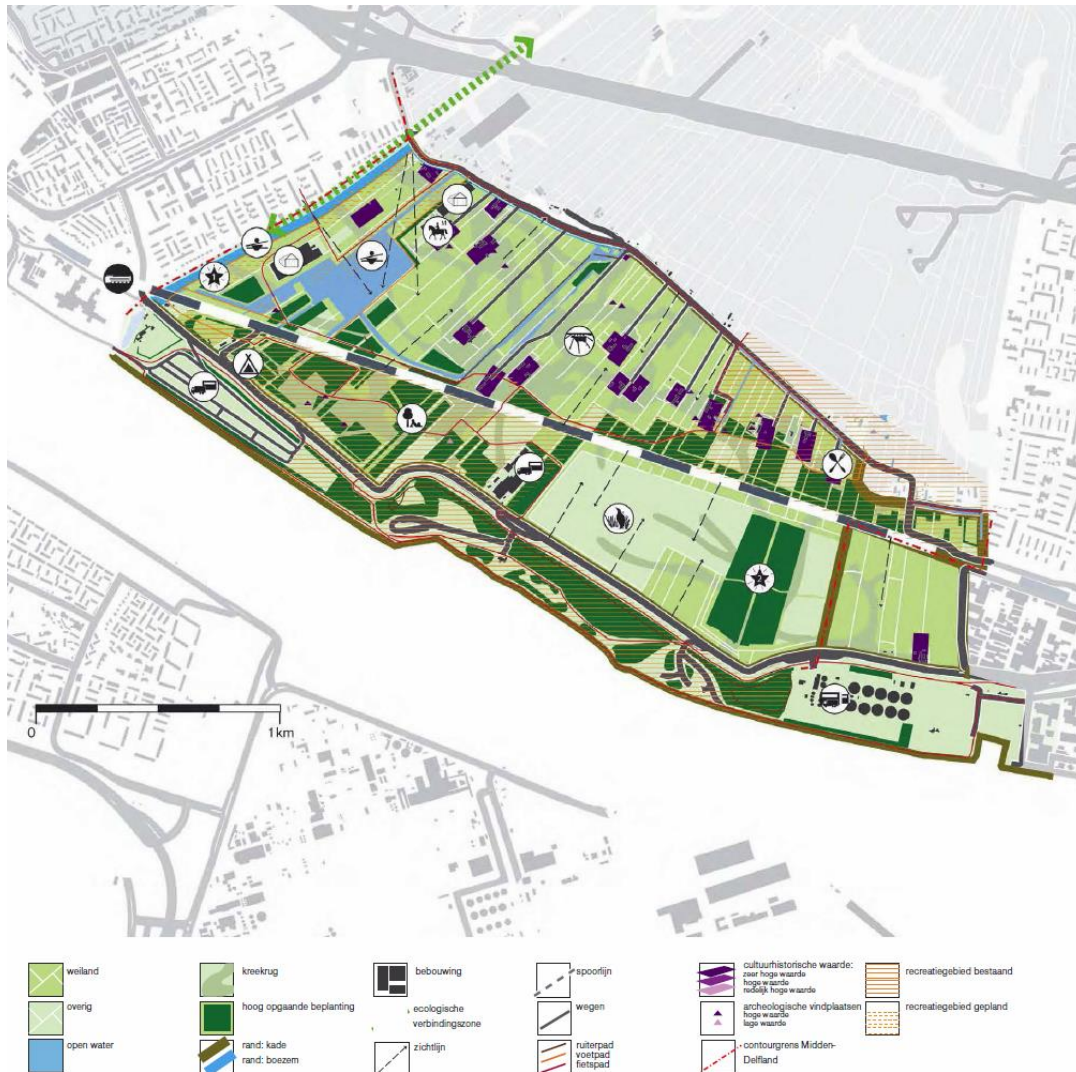 1
2
0
1km
weiland
overig
open water
kreekrug
hoog opgaande beplanting
rand: kade
rand: boezem
bebouwing
ecologische
verbindingszone
zichtlijn
spoorlijn
wegen
ruiterpad
voetpad
fietspad
cultuurhistorische waarde:
zeer hoge waarde
hoge waarde
redelijk hoge waarde
archeologische vindplaatsen
hoge waarde
lage waarde
contourgrens Midden-
Delfland
recreatiegebied bestaand
recreatiegebied gepland